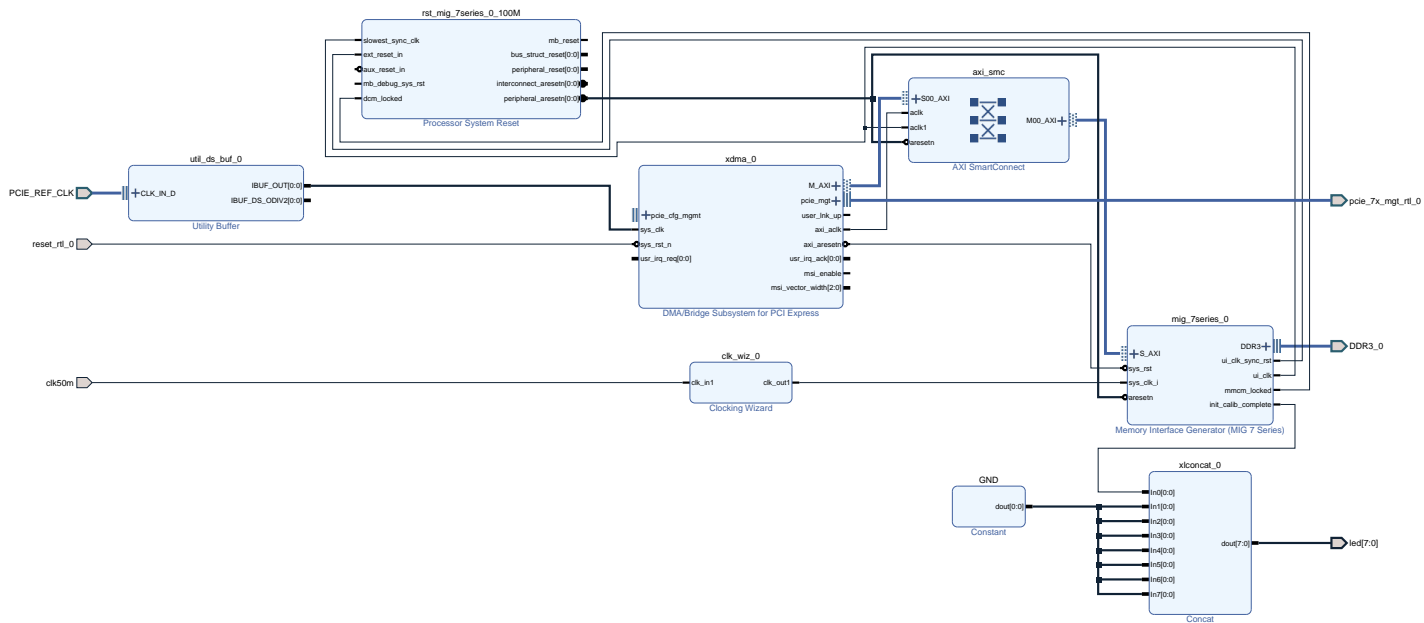 rst_mig_7series_0_100M
slowest_sync_clk
ext_reset_in
aux_reset_in
mb_debug_sys_rst
dcm_locked
mb_reset
bus_struct_reset[0:0]
peripheral_reset[0:0]
interconnect_aresetn[0:0]
peripheral_aresetn[0:0]
Processor System Reset
axi_smc
S00_AXI
aclk
aclk1
aresetn
M00_AXI
AXI SmartConnect
util_ds_buf_0
PCIE_REF_CLK
CLK_IN_D
IBUF_OUT[0:0]
IBUF_DS_ODIV2[0:0]
Utility Buffer
reset_rtl_0
xdma_0
pcie_cfg_mgmt
sys_clk
sys_rst_n
usr_irq_req[0:0]
M_AXI
pcie_mgt
user_lnk_up
axi_aclk
axi_aresetn
usr_irq_ack[0:0]
msi_enable
msi_vector_width[2:0]
DMA/Bridge Subsystem for PCI Express
pcie_7x_mgt_rtl_0
clk50m
clk_wiz_0
clk_in1
clk_out1
Clocking Wizard
mig_7series_0
S_AXI
sys_rst
sys_clk_i
aresetn
DDR3
ui_clk_sync_rst
ui_clk
mmcm_locked
init_calib_complete
Memory Interface Generator (MIG 7 Series)
DDR3_0
GND
dout[0:0]
Constant
xlconcat_0
In0[0:0]
In1[0:0]
In2[0:0]
In3[0:0]
In4[0:0]
In5[0:0]
In6[0:0]
In7[0:0]
dout[7:0]
Concat
led[7:0]